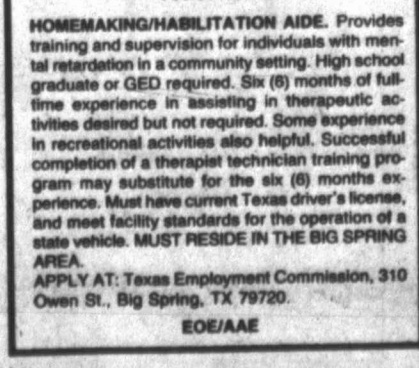 HOMEMAKING/HABILITATION AIDE. Provides
training and supervision for individuals with men-
tal retardation in a community setting. High school
graduate or GED required. Six (6) months of full-
time experience in assisting in therapeutic ac-
tivities desired but not required. Some experience
in recreational activities also helpful. Successful
completion of a therapist technician training pro-
gram may substitute for the six (6) months ex-
perience. Must have current Texas driver's license,
and meet facility standards for the operation of a
state vehicle. MUST RESIDE IN THE BIG SPRING
AREA.
APPLY AT: Texas Employment Commission, 310
Owen St., Big Spring, TX 79720.
EOE/AAE